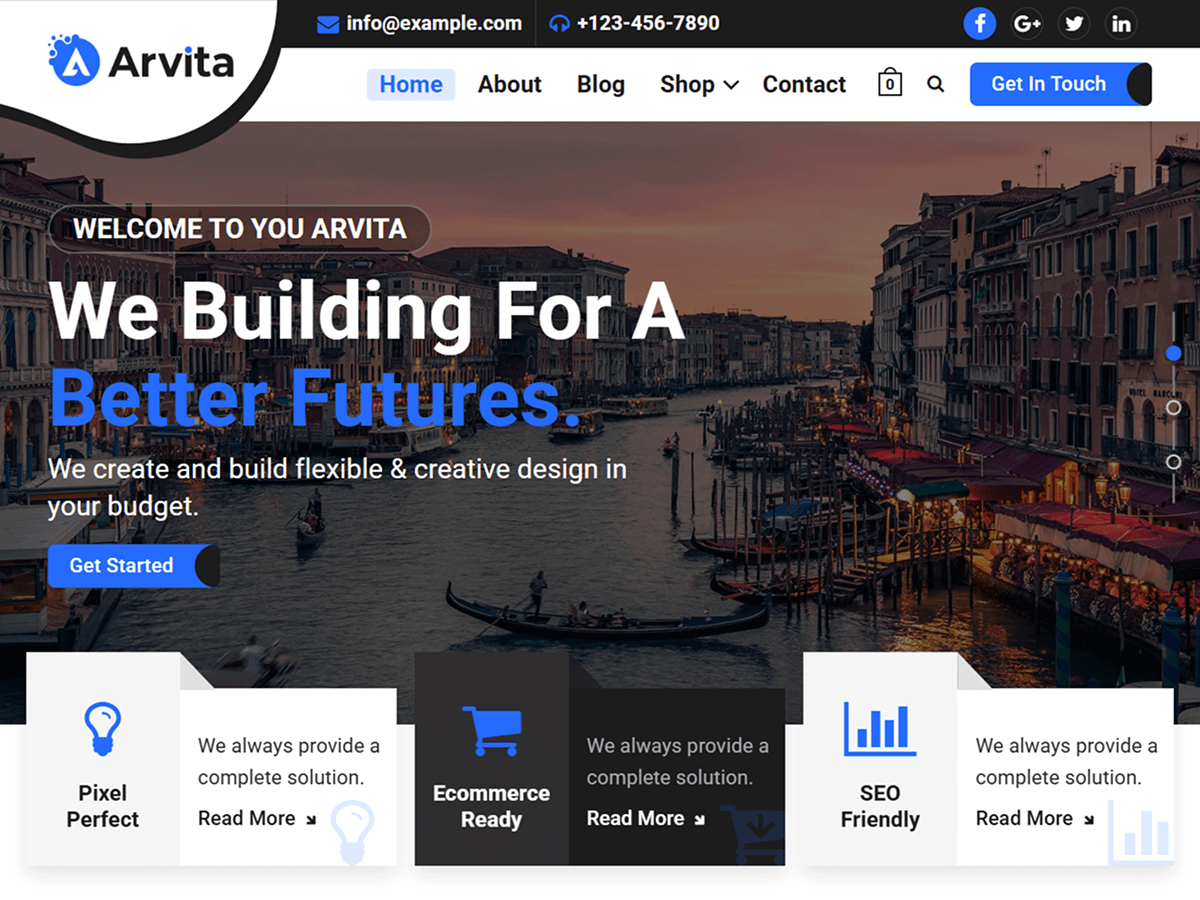 info@example.com
+123-456-7890
Arvita
Home
About
Blog
Shop
Contact
0
Get In Touch
WELCOME TO YOU ARVITA
We Building For A
Better Futures.
We create and build flexible & creative design in
your budget.
Get Started
Pixel
Perfect
We always provide a
complete solution.
Read More
Ecommerce
Ready
We always provide a
complete solution.
Read More
SEO
Friendly
We always provide a
complete solution.
Read More